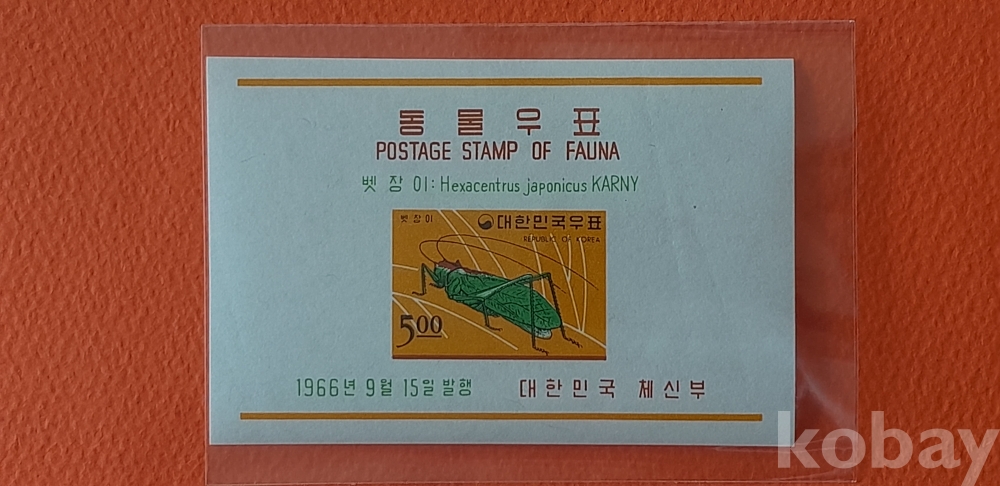 동물우표
POSTAGE STAMP OF FAUNA
벳장이: Hexacentrus japonicus KARNY
벳장이 대한민국우표
REPUBLIC OF KOREA
500
1966년 9월 15일 발행 대한민국 체신부
kobay